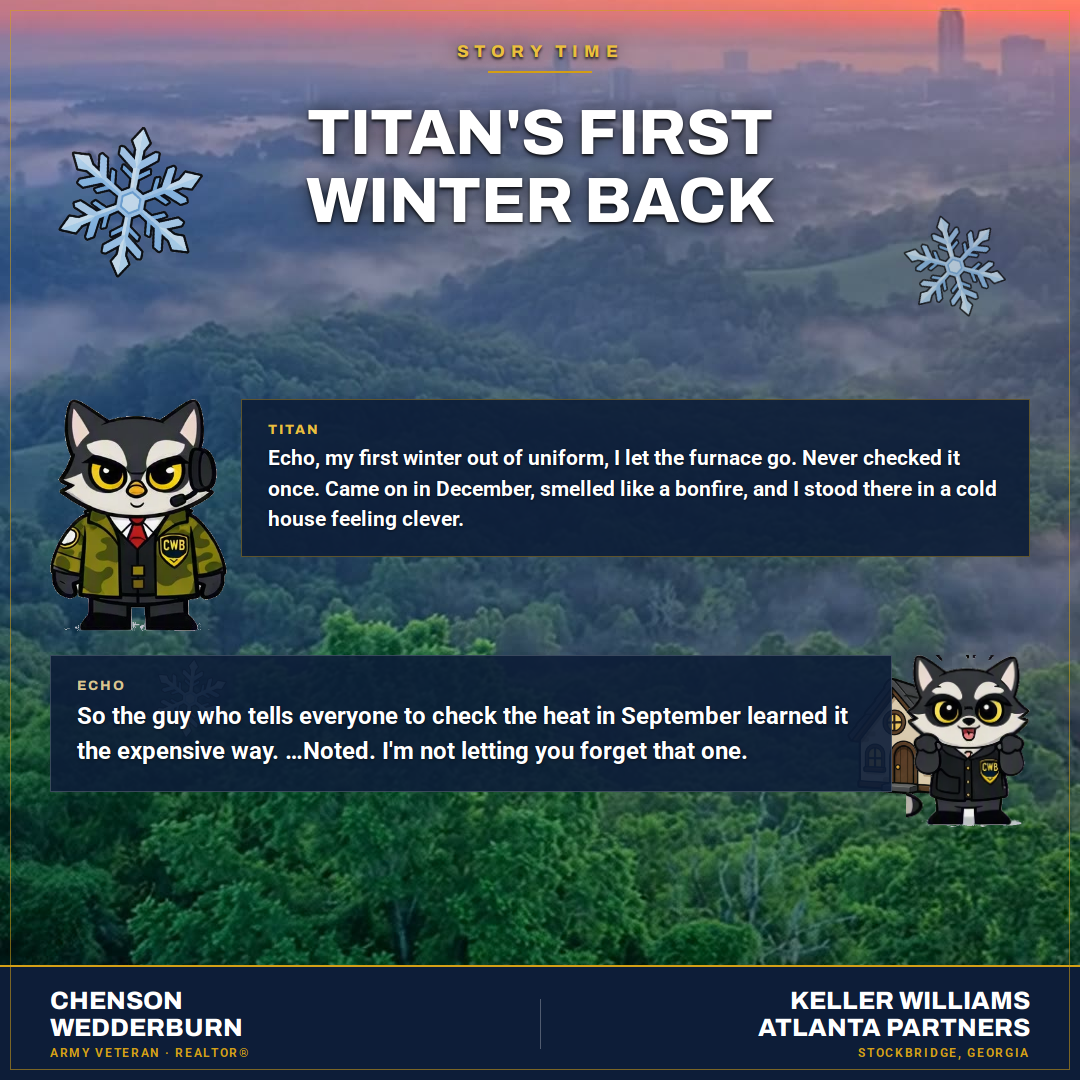 STORY TIME
TITAN'S FIRST
WINTER BACK
TITAN
Echo, my first winter out of uniform, I let the furnace go. Never checked it
once. Came on in December, smelled like a bonfire, and I stood there in a cold
house feeling clever.
CWB
ECHO
So the guy who tells everyone to check the heat in September learned it
the expensive way. …Noted. I'm not letting you forget that one.
CWB
CHENSON
WEDDERBURN
ARMY VETERAN · REALTOR®
KELLER WILLIAMS
ATLANTA PARTNERS
STOCKBRIDGE, GEORGIA